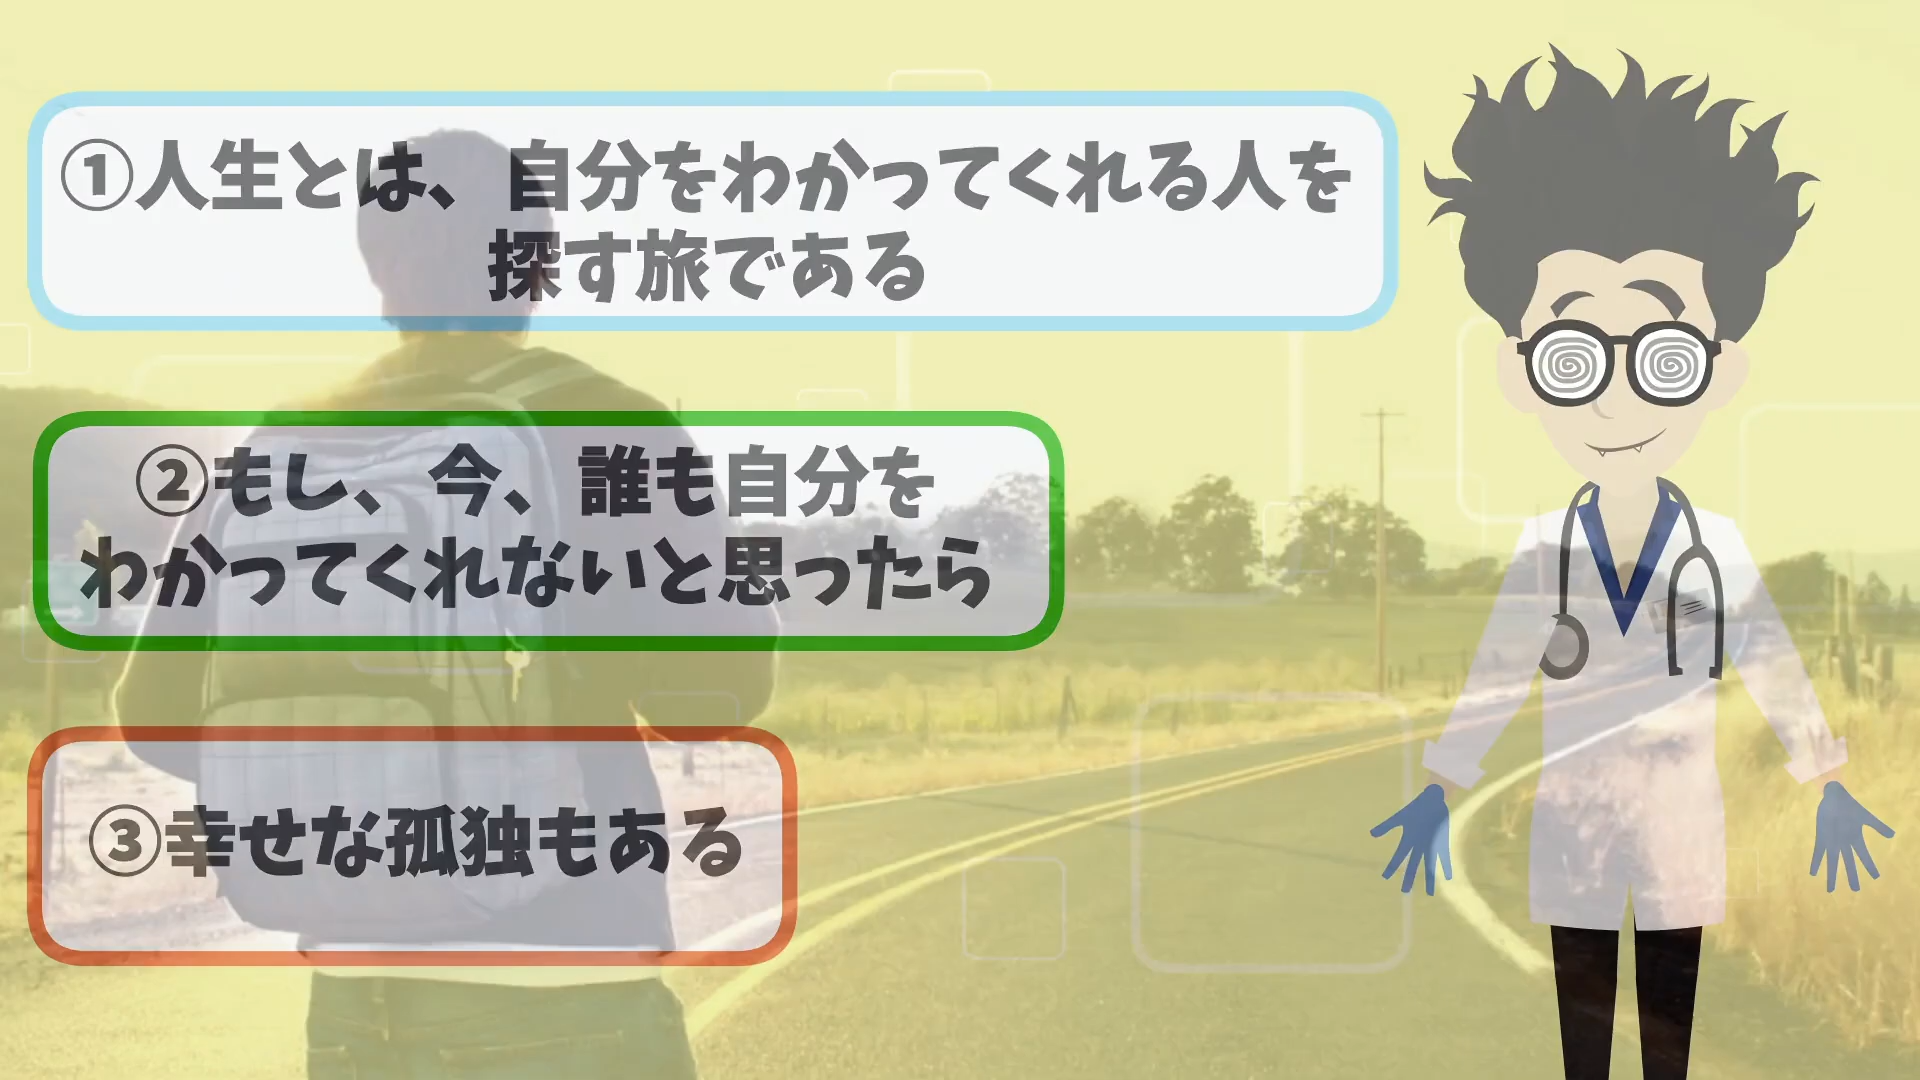 ①人生とは、自分をわかってくれる人を
探す旅である
②もし、今、誰も自分を
わかってくれないと思ったら
③幸せな孤独もある